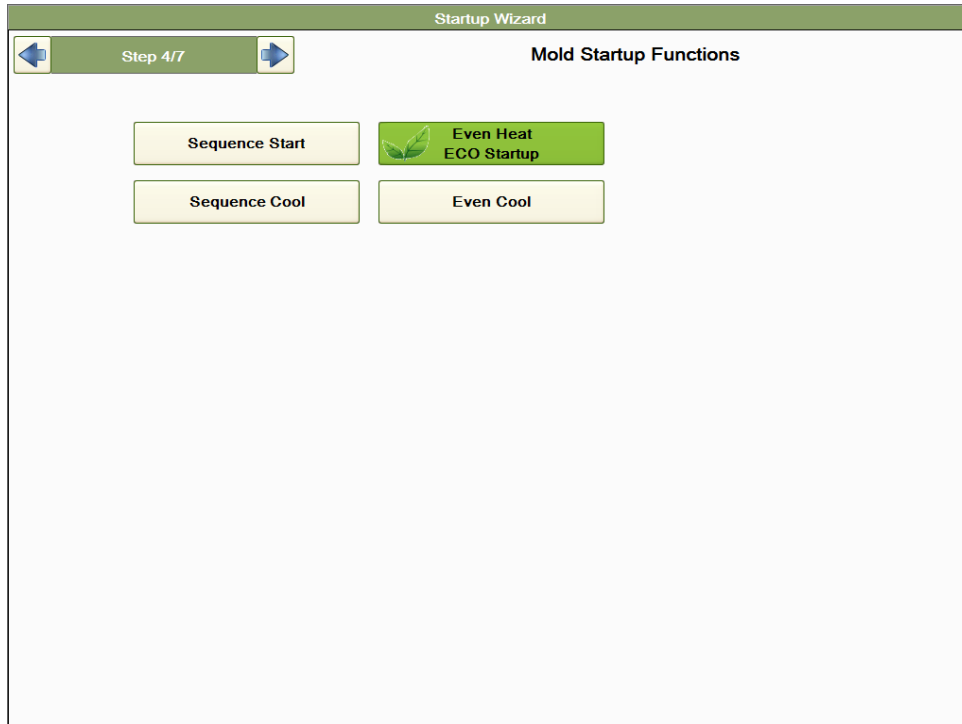 Startup Wizard
Step 4/7
Mold Startup Functions
Sequence Start
Even Heat
ECO Startup
Sequence Cool
Even Cool